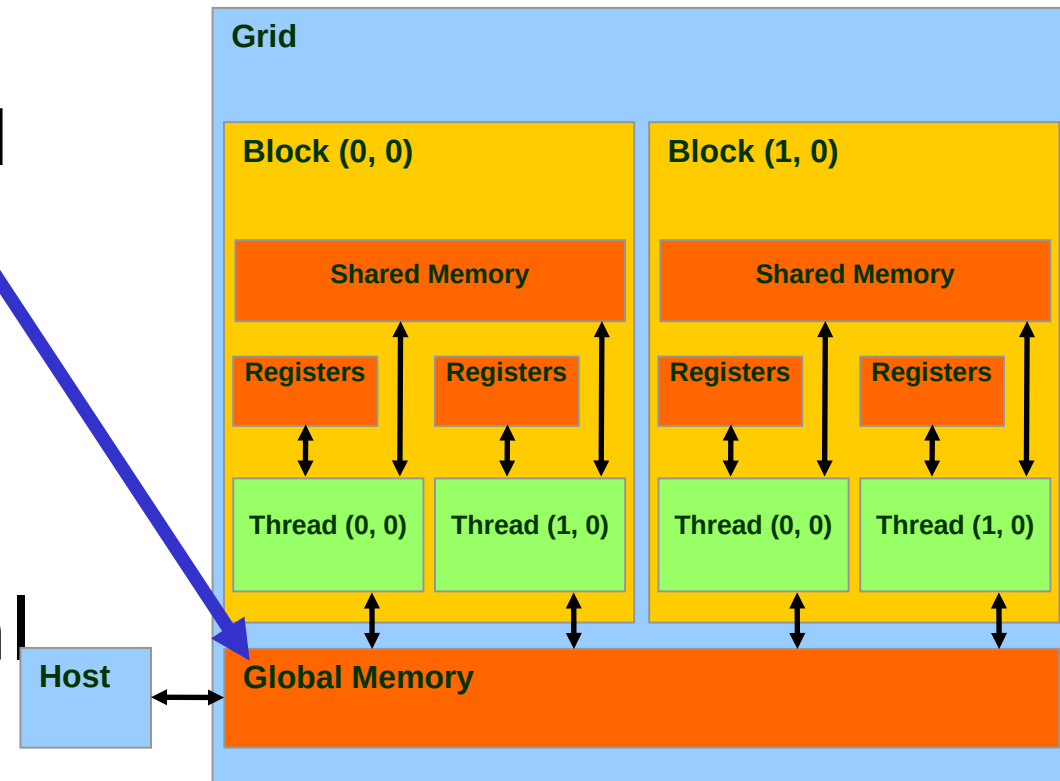 Grid
Block (0, 0)
Block (1, 0)
Shared Memory
Shared Memory
Registers
Registers
Registers
Registers
Thread (0, 0)
Thread (1, 0)
Thread (0, 0)
Thread (1, 0)
Host
Global Memory